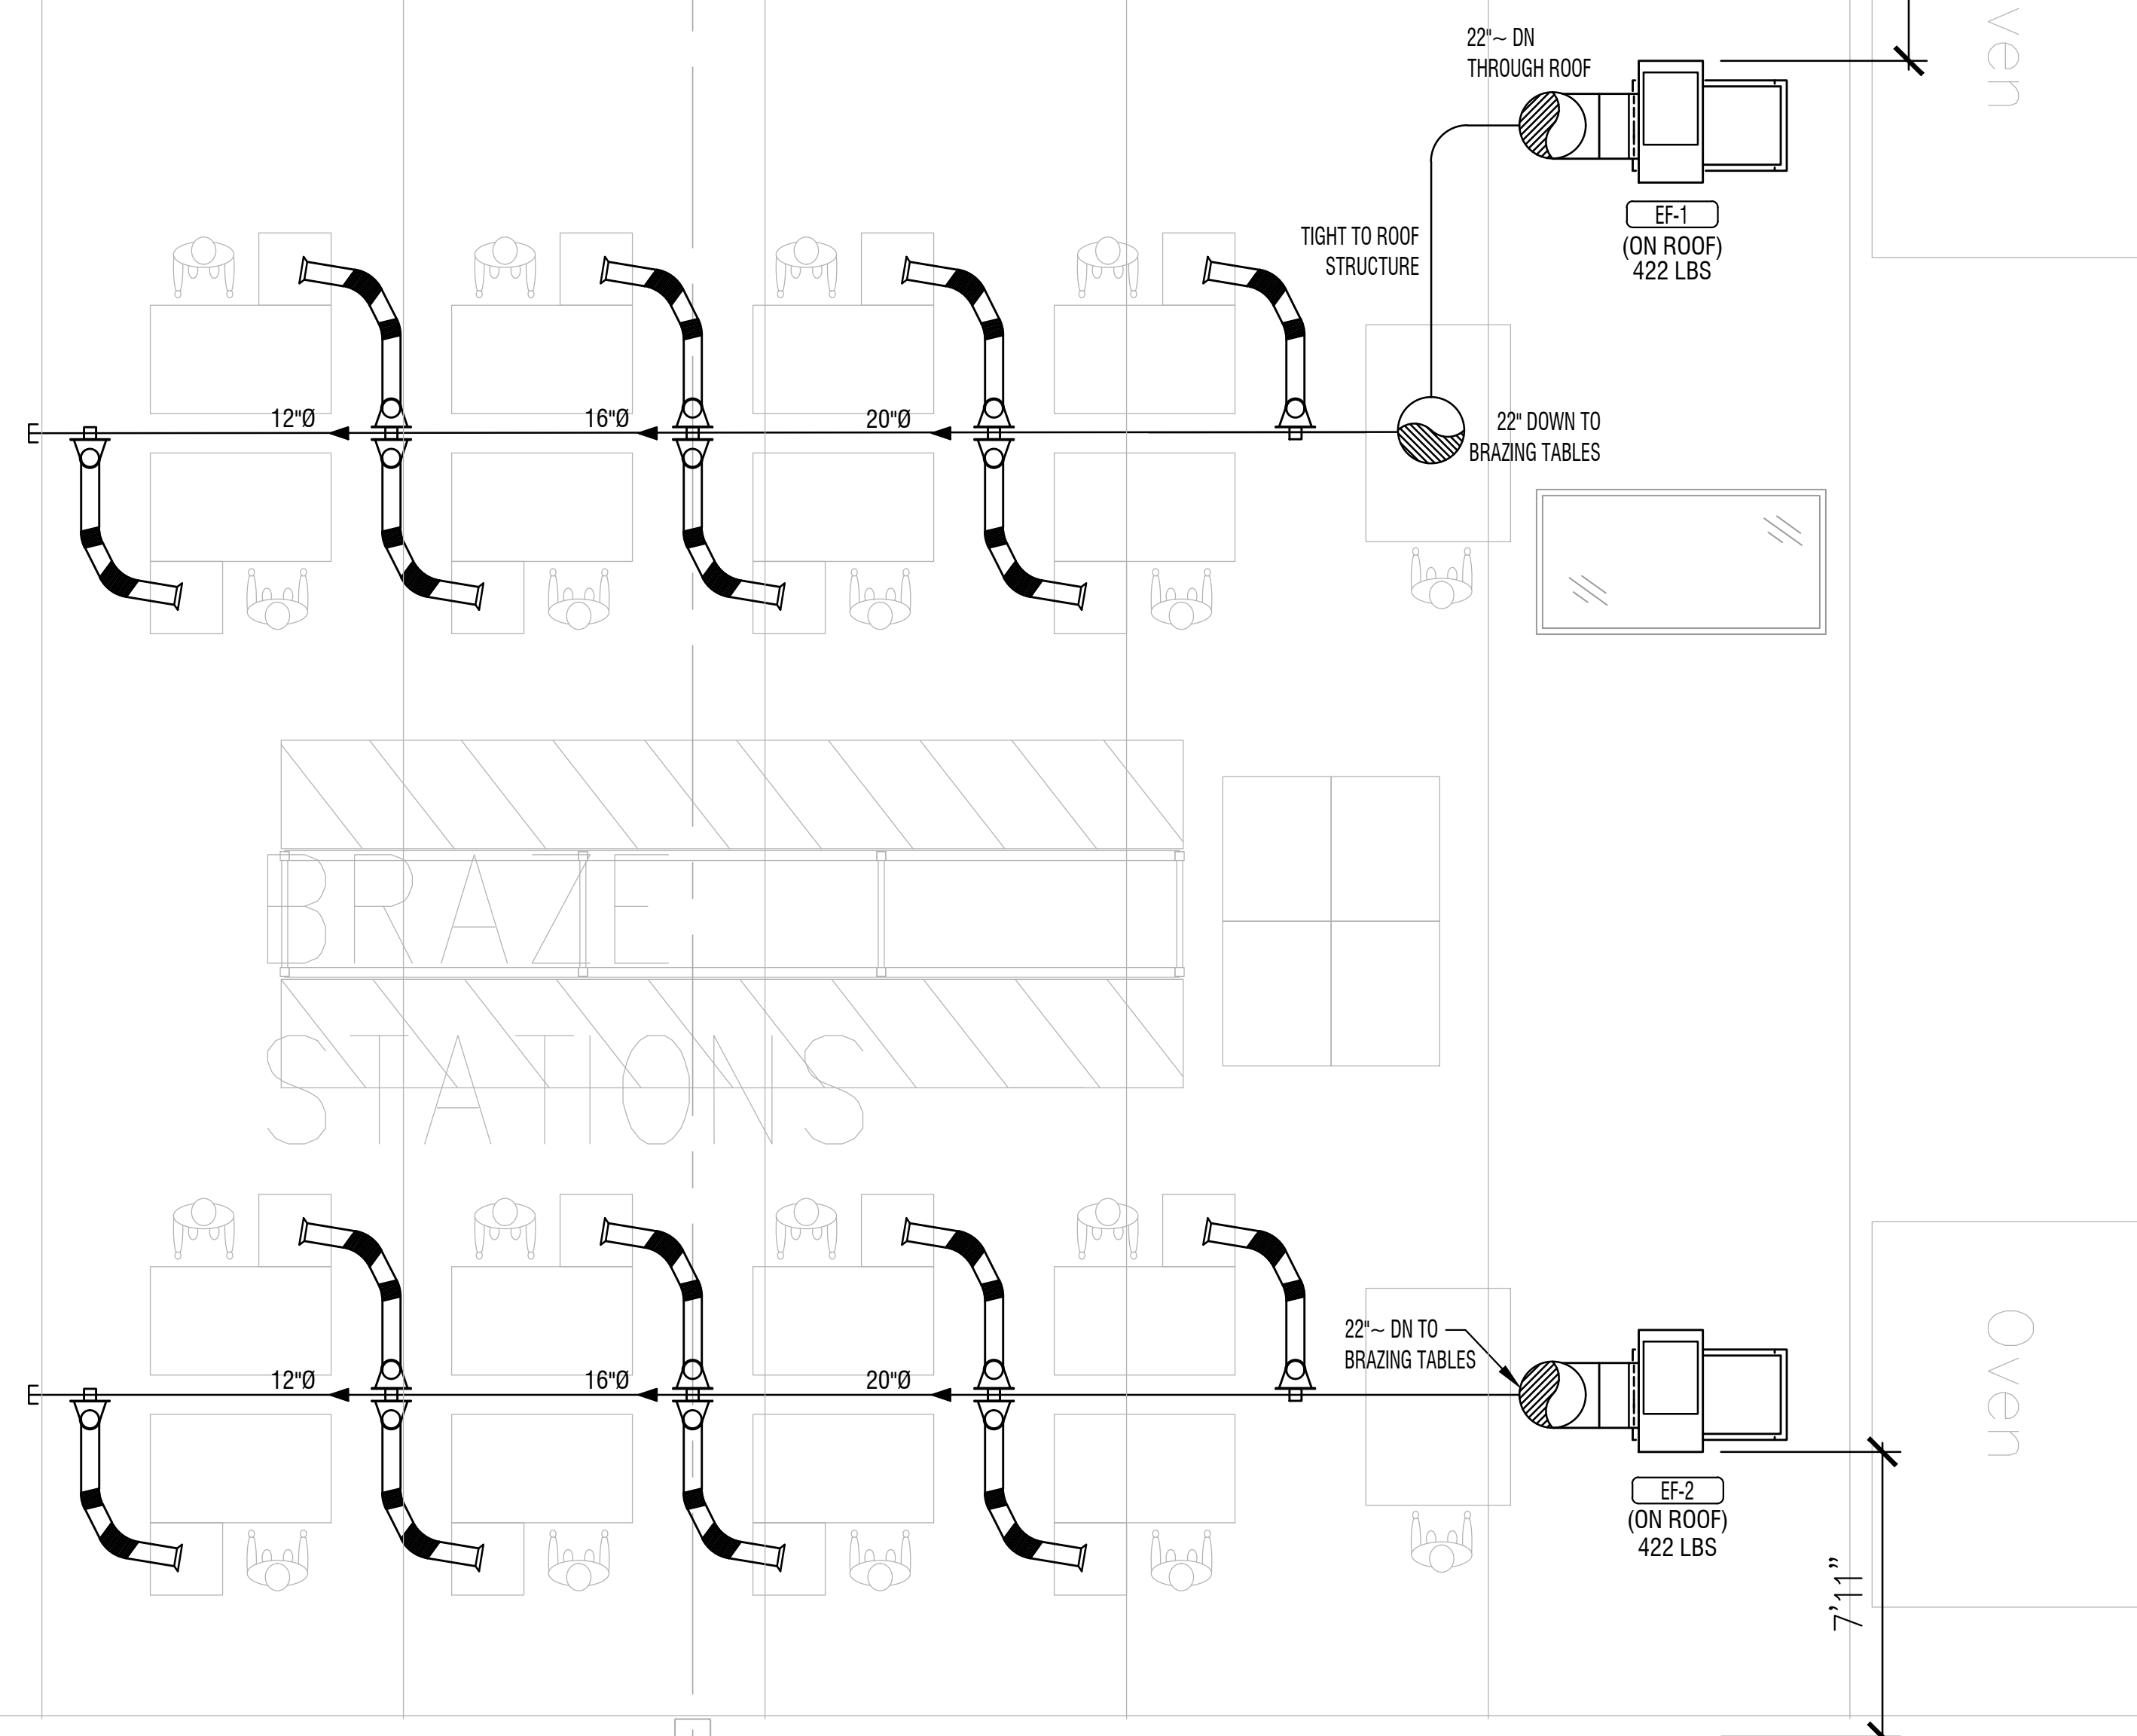 ven
22"~ DN
THROUGH ROOF
EF-1
(ON ROOF)
422 LBS
TIGHT TO ROOF
STRUCTURE
12"Ø
16"Ø
20"Ø
22" DOWN TO
BRAZING TABLES
BRAZE
STATIONS
22"~ DN TO
BRAZING TABLES
12"Ø
16"Ø
20"Ø
Oven
EF-2
(ON ROOF)
422 LBS
7’11”